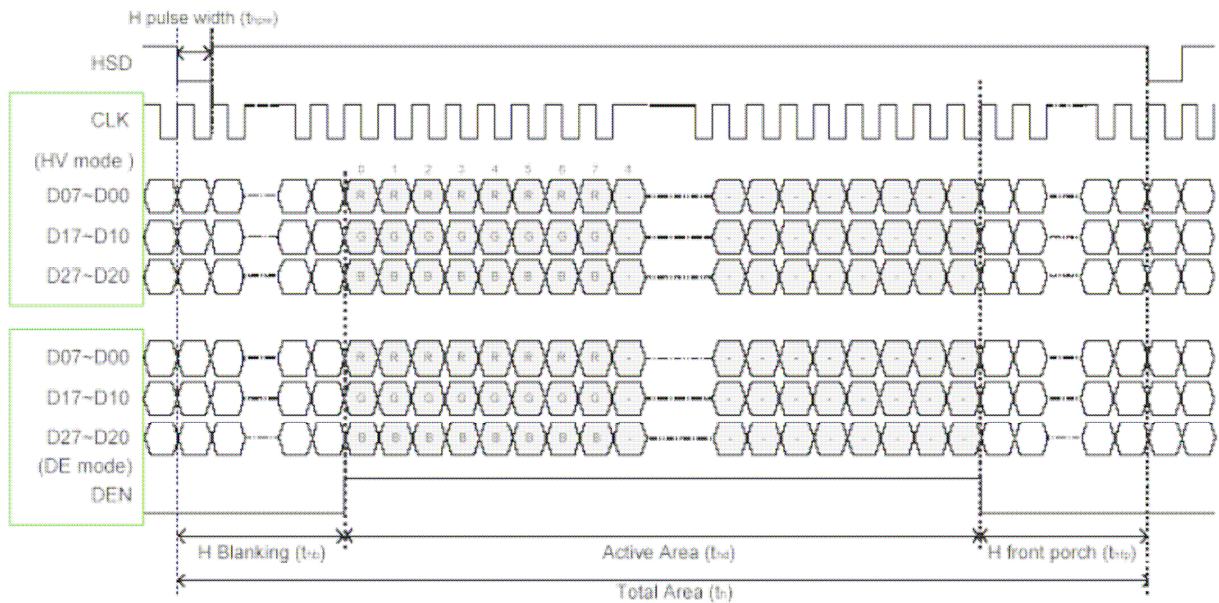 H pulse width (thpw)
HSD
CLK
(HV mode )
0 1 2 3 4 5 6 7 8
D07~D00 R R R R R R R R - - - - - - - - -
D17~D10 G G G G G G G G - - - - - - - - -
D27~D20 B B B B B B B B - - - - - - - - -
D07~D00 R R R R R R R R - - - - - - - - -
D17~D10 G G G G G G G G - - - - - - - - -
D27~D20 B B B B B B B B - - - - - - - - -
(DE mode)
DEN
H Blanking (thb) Active Area (thd) H front porch (thfp)
Total Area (th)